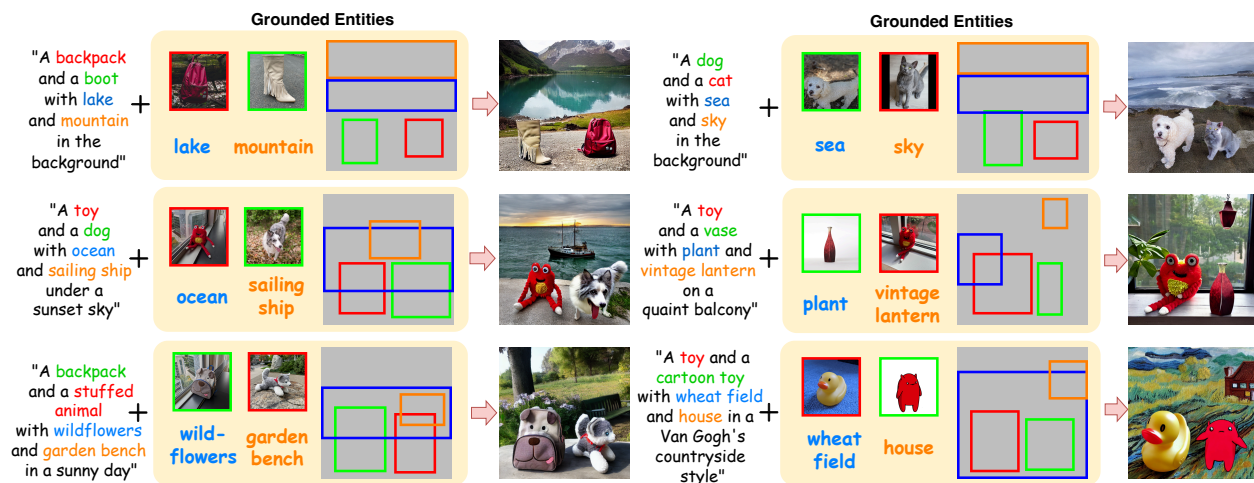 Grounded Entities
"A backpack
and a boot
with lake
and mountain
in the
background"
+
lake
mountain
Grounded Entities
"A dog
and a cat
with sea
and sky
in the
background"
+
sea
sky
"A toy
and a dog
with ocean
and sailing ship
under a
sunset sky"
+
ocean
sailing
ship
"A toy
and a vase
with plant and
vintage lantern
on a
quaint balcony"
+
plant
vintage
lantern
"A backpack
and a stuffed
animal
with wildflowers
and garden bench
in a sunny day"
+
wild-
flowers
garden
bench
"A toy and a
cartoon toy
with wheat field
and house in a
Van Gogh's
countryside
style"
+
wheat
field
house